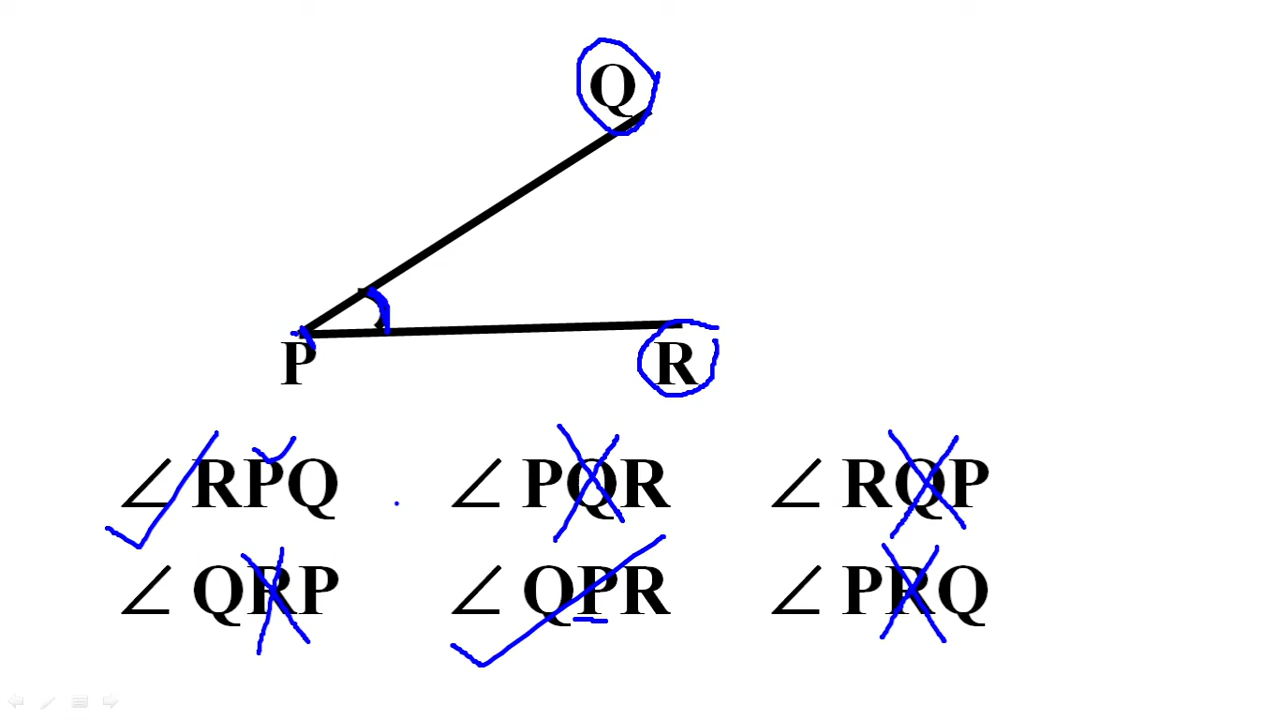 Q
P R
∠RPQ ∠PQR ∠RQP
∠QRP ∠QPR ∠PRQ